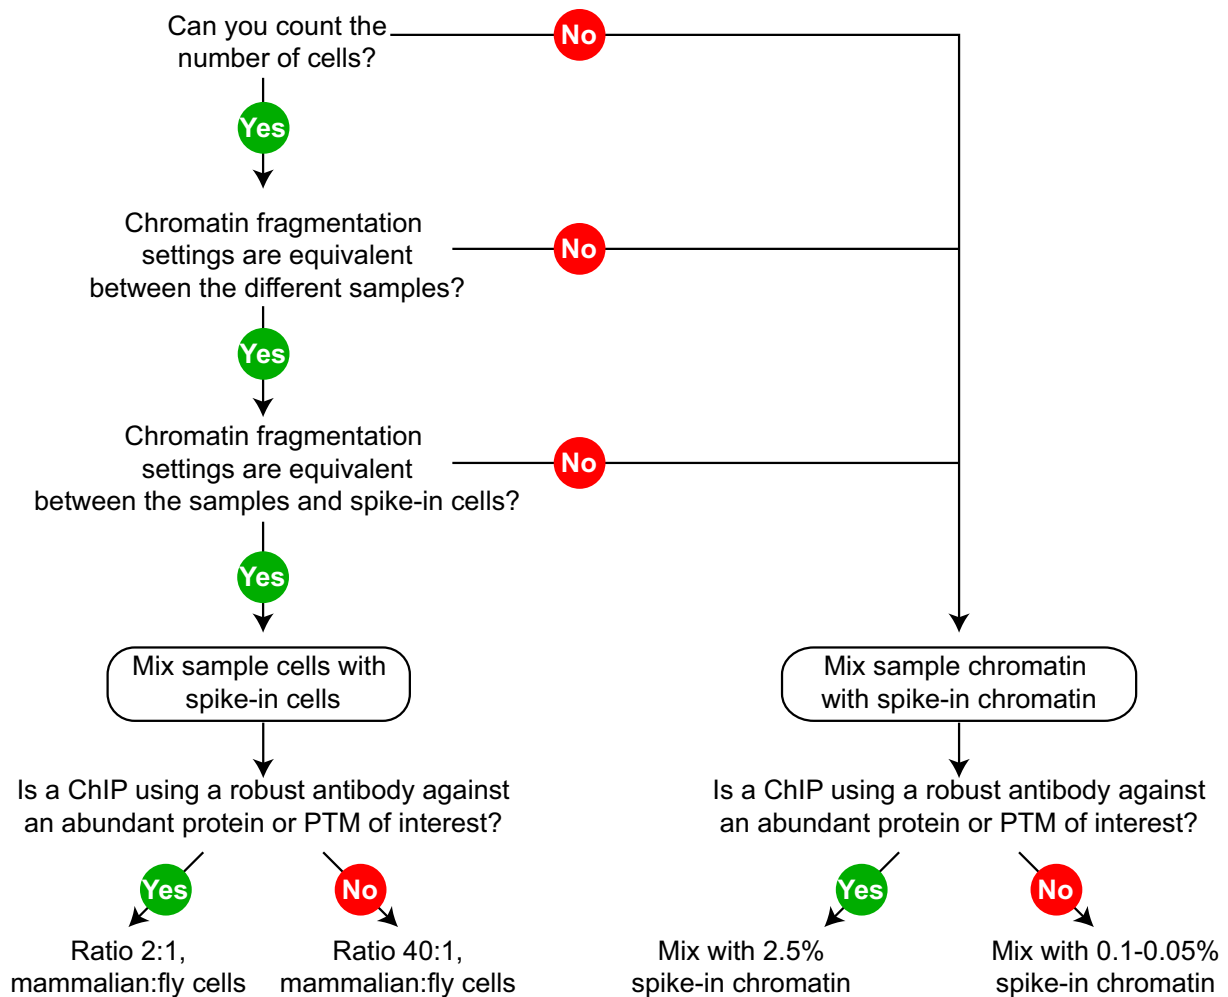 Can you count the
number of cells?
No
Yes
Chromatin fragmentation
settings are equivalent
between the different samples?
No
Yes
Chromatin fragmentation
settings are equivalent
between the samples and spike-in cells?
No
Yes
Mix sample cells with
spike-in cells
Mix sample chromatin
with spike-in chromatin
Is a ChIP using a robust antibody against
an abundant protein or PTM of interest?
Is a ChIP using a robust antibody against
an abundant protein or PTM of interest?
Yes
No
Yes
No
Ratio 2:1,
mammalian:fly cells
Ratio 40:1,
mammalian:fly cells
Mix with 2.5%
spike-in chromatin
Mix with 0.1-0.05%
spike-in chromatin